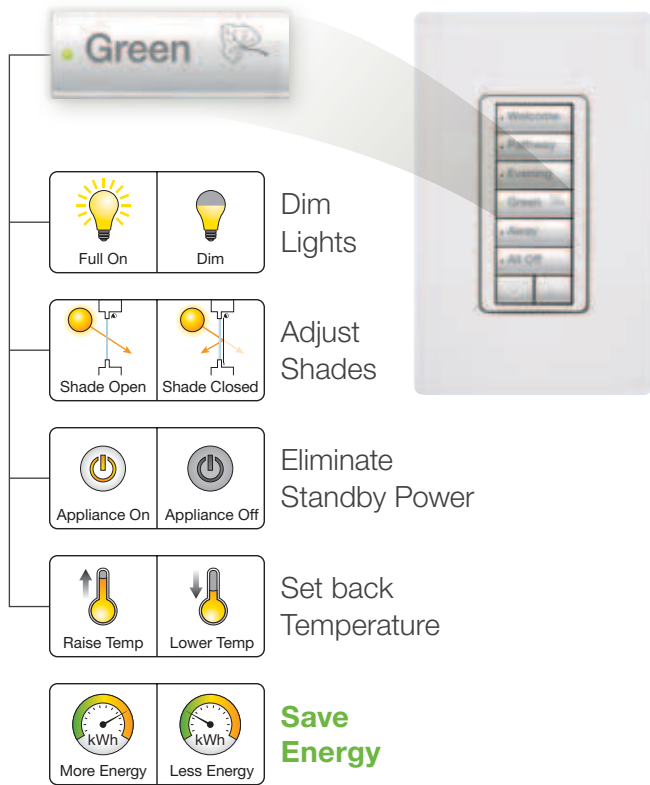 Green
Welcome
Pathway
Evening
Green
Away
All Off
Full On
Dim
Dim
Lights
Shade Open
Shade Closed
Adjust
Shades
Appliance On
Appliance Off
Eliminate
Standby Power
Raise Temp
Lower Temp
Set back
Temperature
kWh
kWh
More Energy
Less Energy
Save
Energy